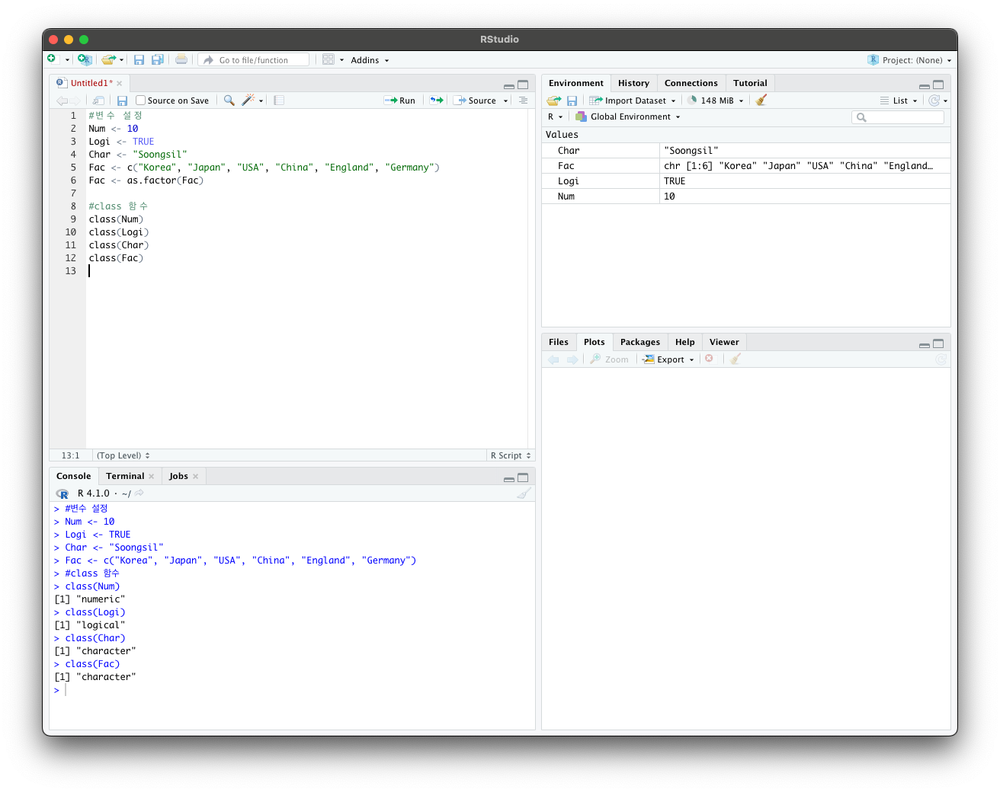 RStudio
Go to file/function
Addins
Project: (None)
Untitled1*
Source on Save
Run
Source
1 #변수 설정
2 Num <- 10
3 Logi <- TRUE
4 Char <- "Soongsil"
5 Fac <- c("Korea", "Japan", "USA", "China", "England", "Germany")
6 Fac <- as.factor(Fac)
7
8 #class 함수
9 class(Num)
10 class(Logi)
11 class(Char)
12 class(Fac)
13
13:1 (Top Level) R Script
Console Terminal Jobs
R 4.1.0 · ~/
> #변수 설정
> Num <- 10
> Logi <- TRUE
> Char <- "Soongsil"
> Fac <- c("Korea", "Japan", "USA", "China", "England", "Germany")
> #class 함수
> class(Num)
[1] "numeric"
> class(Logi)
[1] "logical"
> class(Char)
[1] "character"
> class(Fac)
[1] "character"
>
Environment History Connections Tutorial
Import Dataset 148 MiB List
R Global Environment
Values
Char "Soongsil"
Fac chr [1:6] "Korea" "Japan" "USA" "China" "England…
Logi TRUE
Num 10
Files Plots Packages Help Viewer
Zoom Export